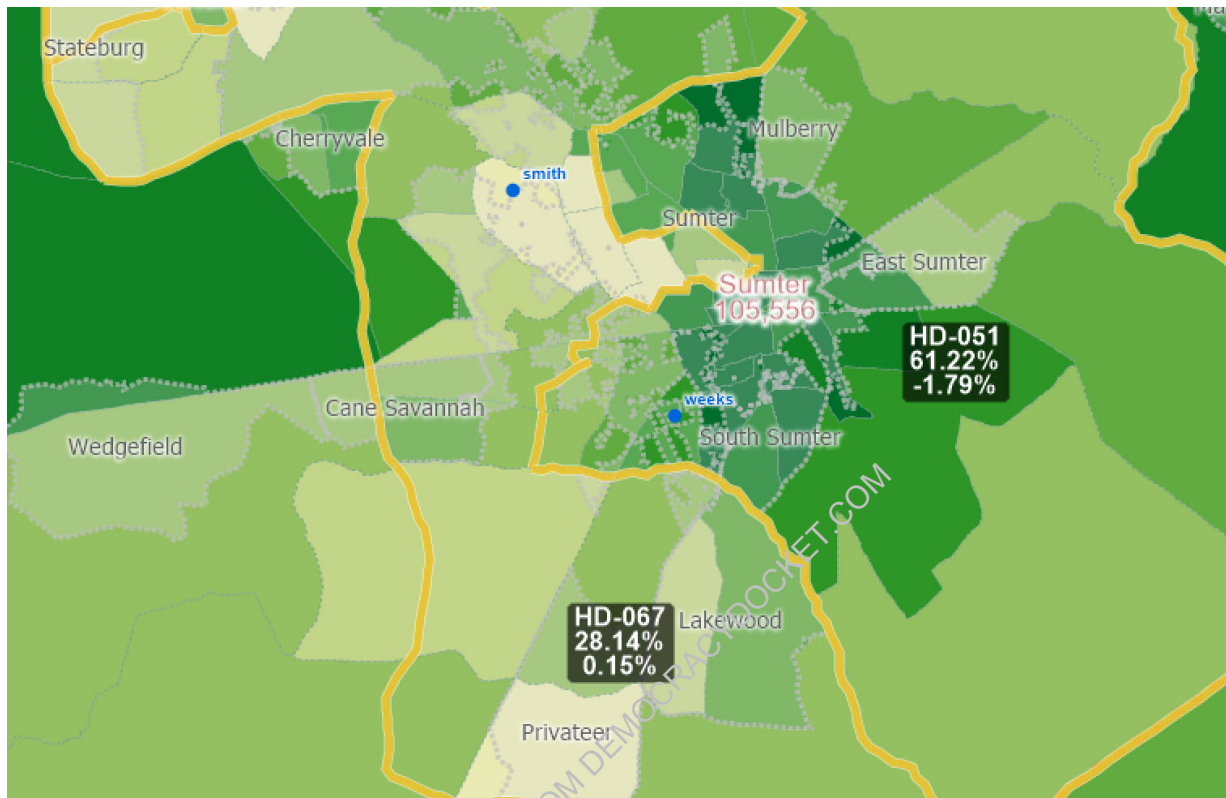 Stateburg
Cherryvale
Mulberry
smith
Sumter
East Sumter
Sumter
105,556
HD-051
61.22%
-1.79%
weeks
Cane Savannah
South Sumter
Wedgefield
HD-067
28.14%
0.15%
Lakewood
Privateer
OM DEMOCRACYDOCKET.COM